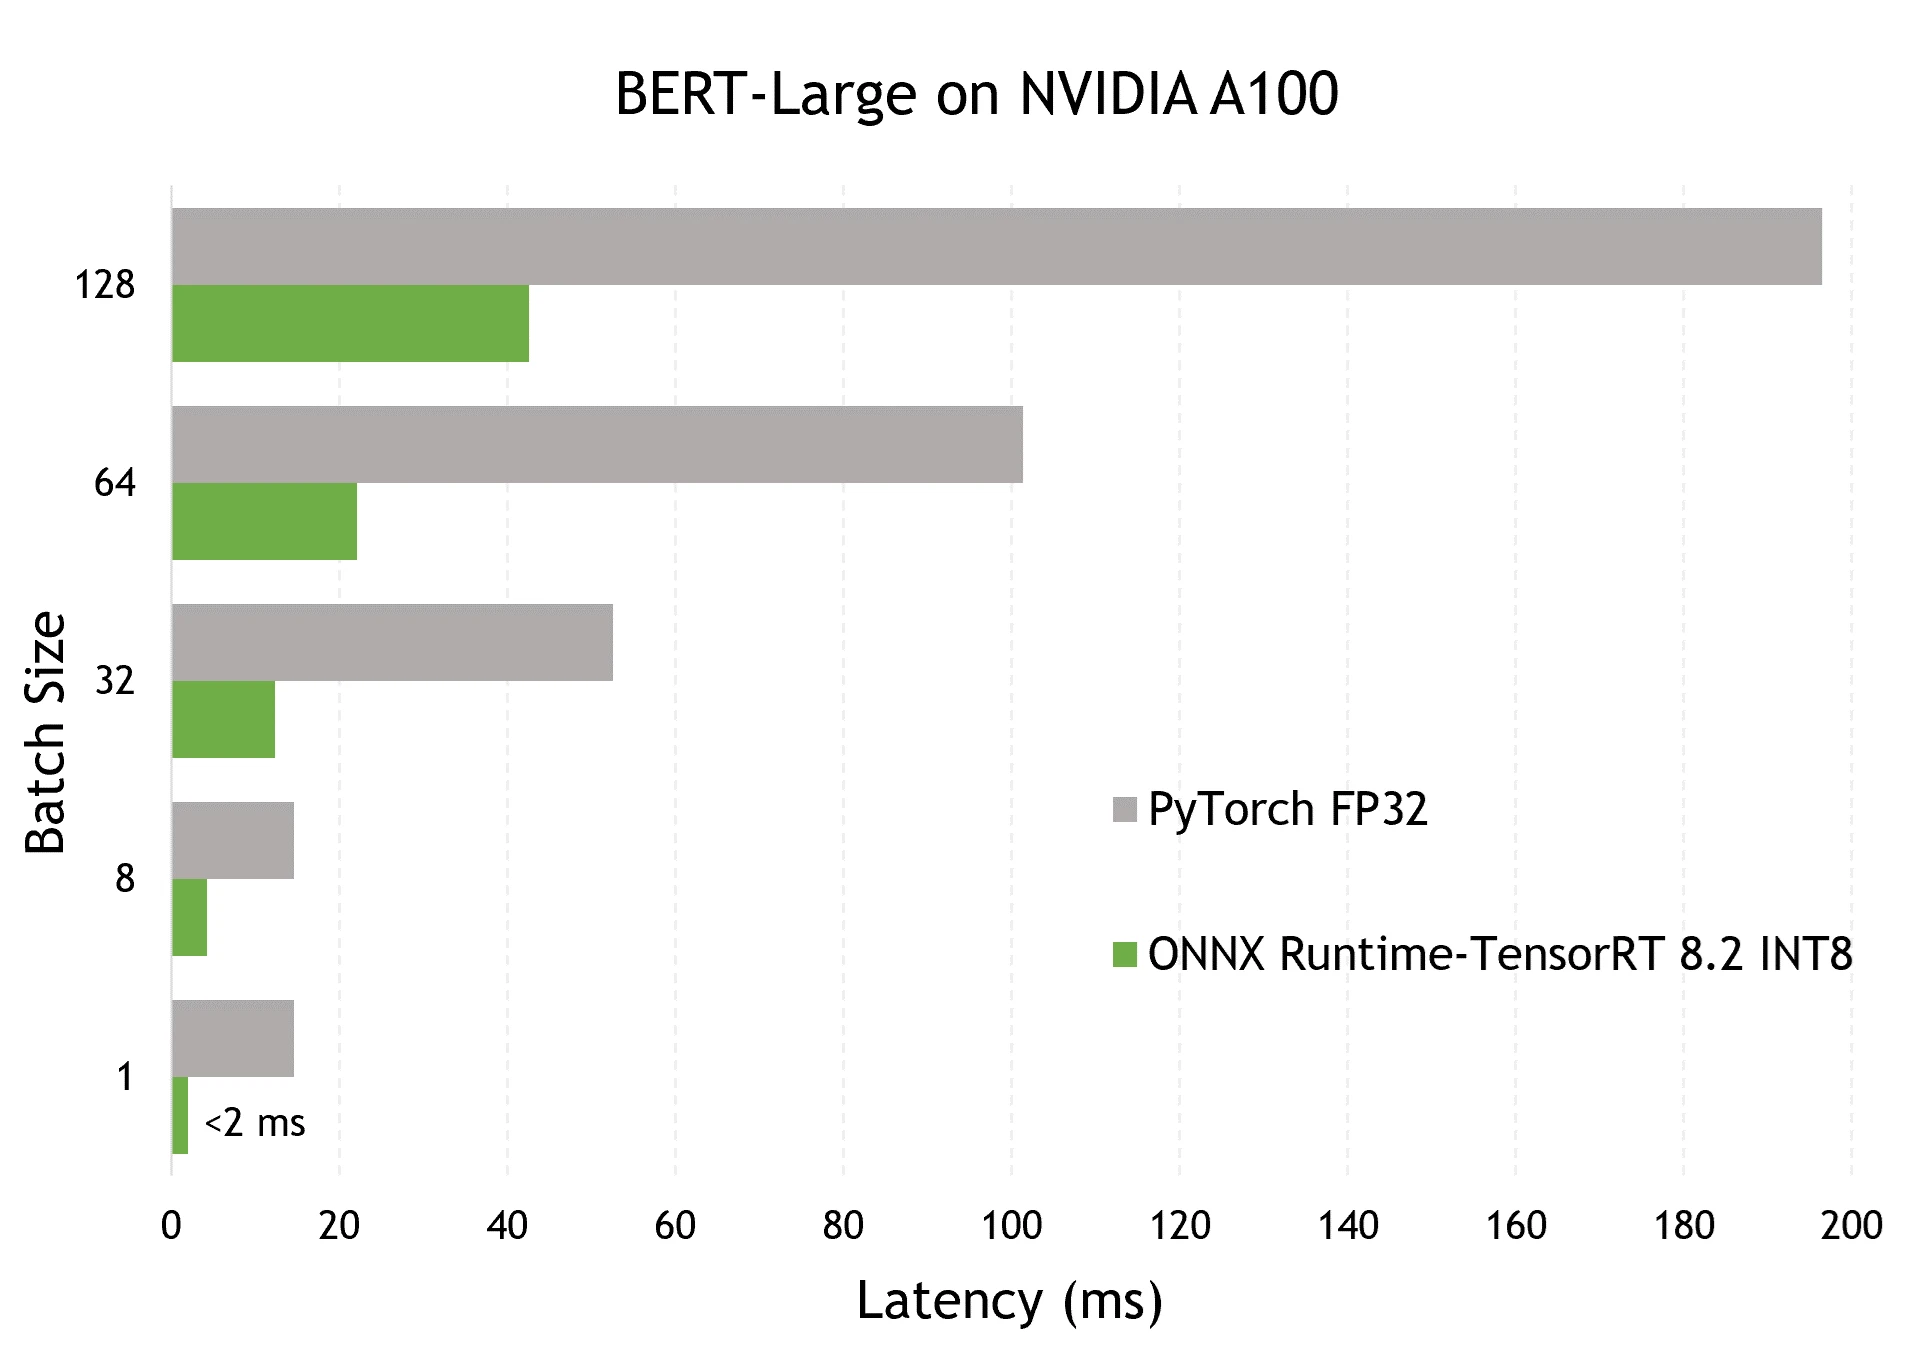 BERT-Large on NVIDIA A100
128
64
32
8
1
<2 ms
Batch Size
PyTorch FP32
ONNX Runtime-TensorRT 8.2 INT8
0 20 40 60 80 100 120 140 160 180 200
Latency (ms)